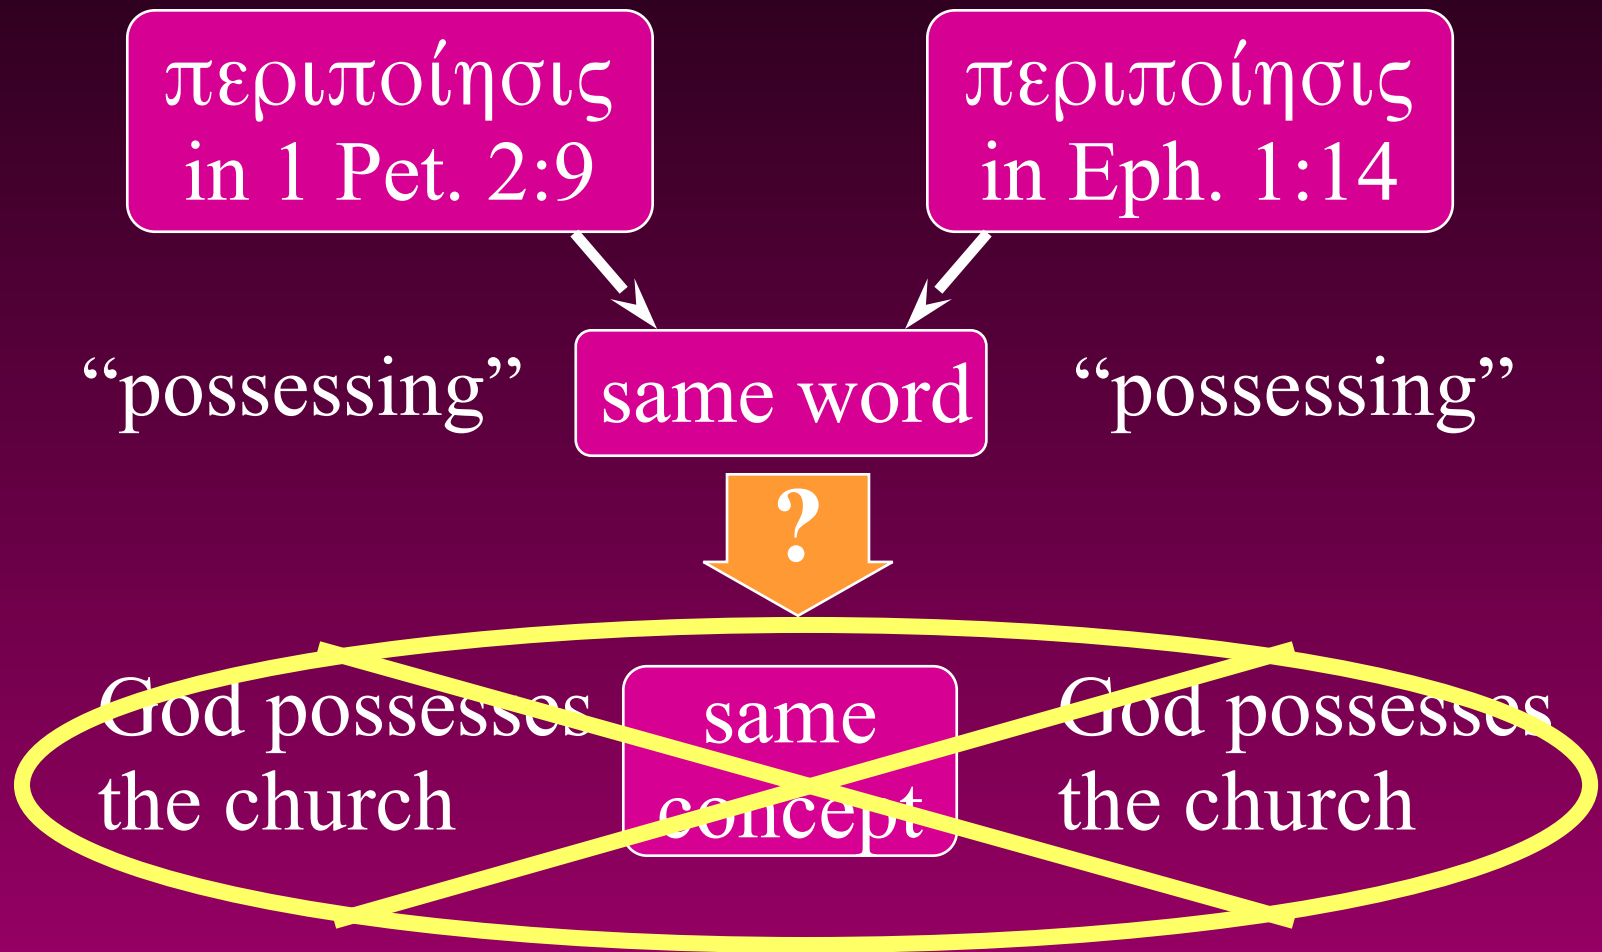 περιποίησις
in 1 Pet. 2:9
περιποίησις
in Eph. 1:14
“possessing”
same word
“possessing”
?
God possesses
the church
same
concept
God possesses
the church